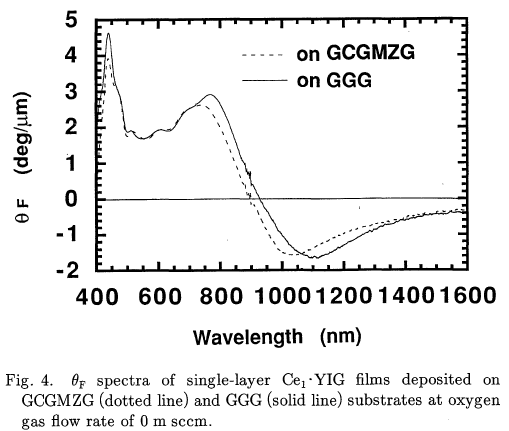 5
4
3
2
1
0
-1
-2
θF (deg/μm)
on GCGMZG
on GGG
400 600 800 1000 1200 1400 1600
Wavelength (nm)
Fig. 4. θF spectra of single-layer Ce1·YIG films deposited on
GCGMZG (dotted line) and GGG (solid line) substrates at oxygen
gas flow rate of 0 m sccm.